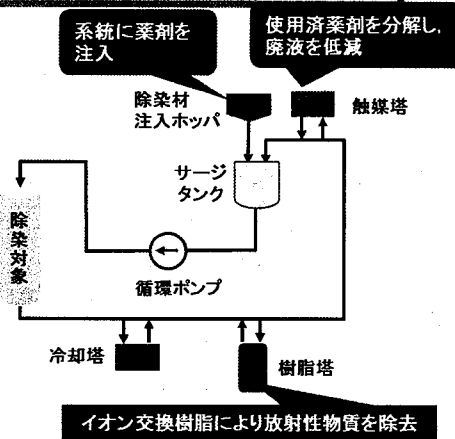 系統に薬剤を
注入
使用済薬剤を分解し,
廃液を低減
除染材
注入ホッパ
触媒塔
サージ
タンク
除染対象
循環ポンプ
冷却塔
樹脂塔
イオン交換樹脂により放射性物質を除去